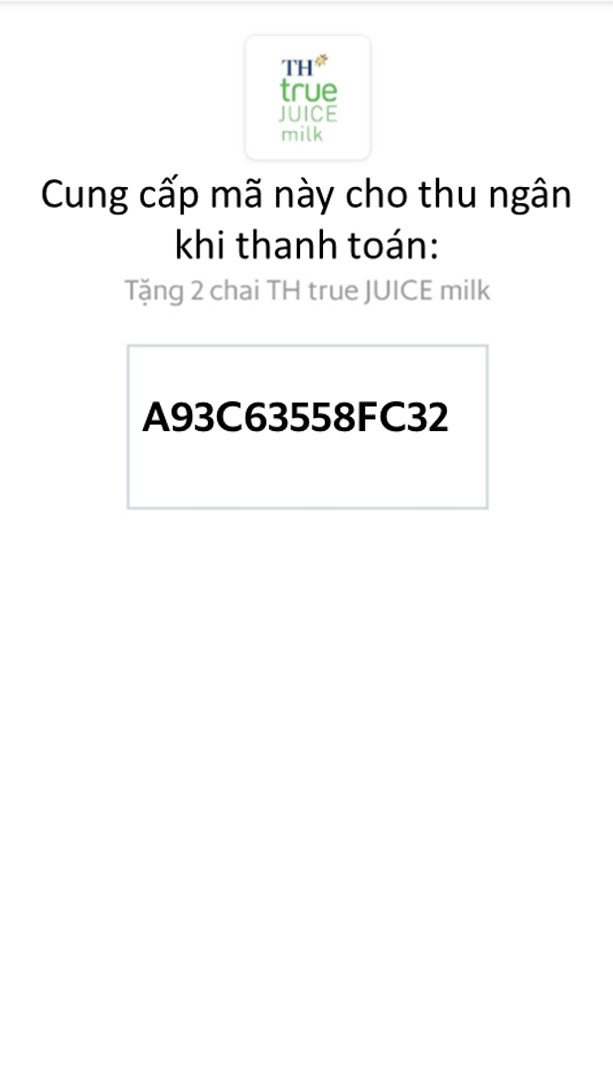 TH
true
JUICE
milk
Cung cấp mã này cho thu ngân
khi thanh toán:
Tặng 2 chai TH true JUICE milk
A93C63558FC32